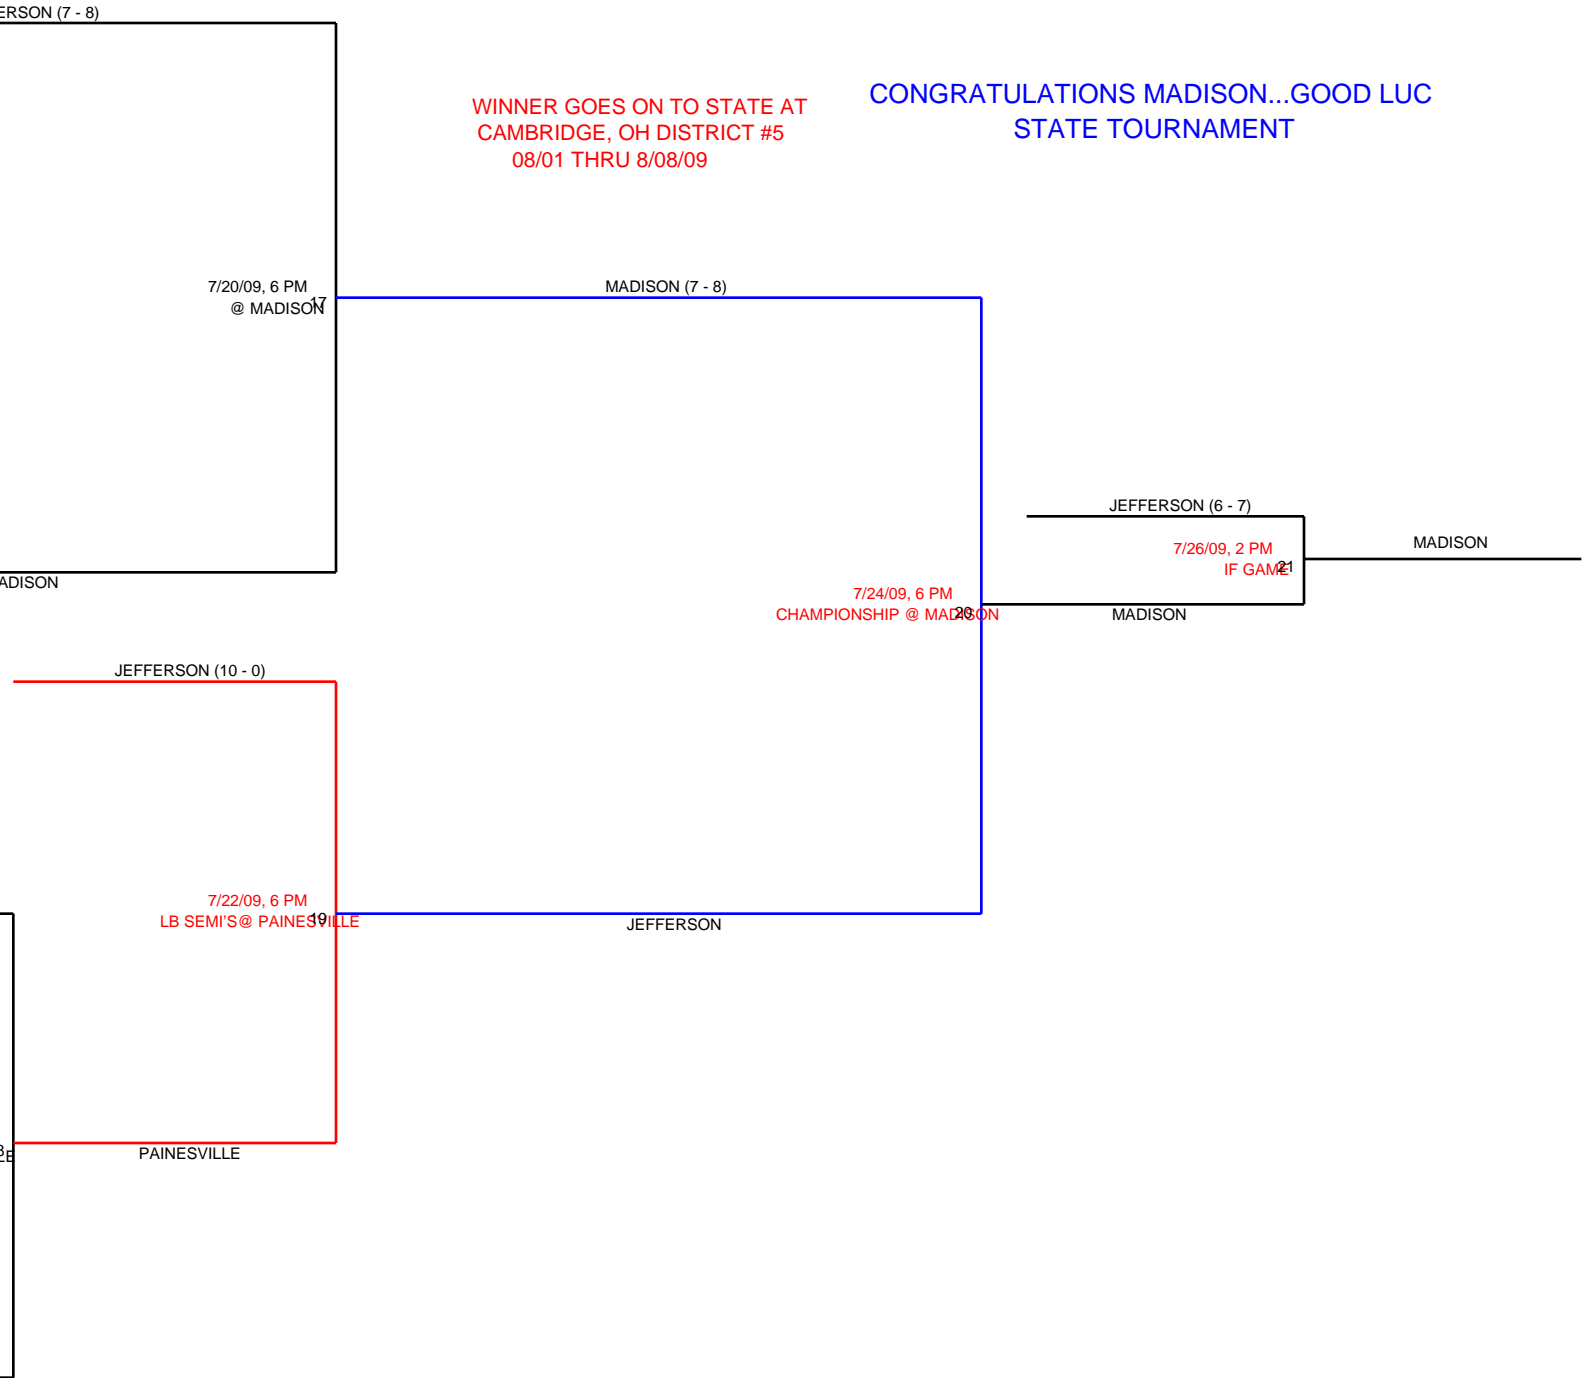 ERSON (7 - 8)
CONGRATULATIONS MADISON...GOOD LUC
STATE TOURNAMENT
WINNER GOES ON TO STATE AT
CAMBRIDGE, OH DISTRICT #5
08/01 THRU 8/08/09
7/20/09, 6 PM
@ MADISON
17
MADISON (7 - 8)
JEFFERSON (6 - 7)
7/26/09, 2 PM
IF GAME
21
MADISON
ADISON
7/24/09, 6 PM
CHAMPIONSHIP @ MADISON
20
MADISON
JEFFERSON (10 - 0)
7/22/09, 6 PM
LB SEMI'S@ PAINESVILLE
19
JEFFERSON
PAINESVILLE